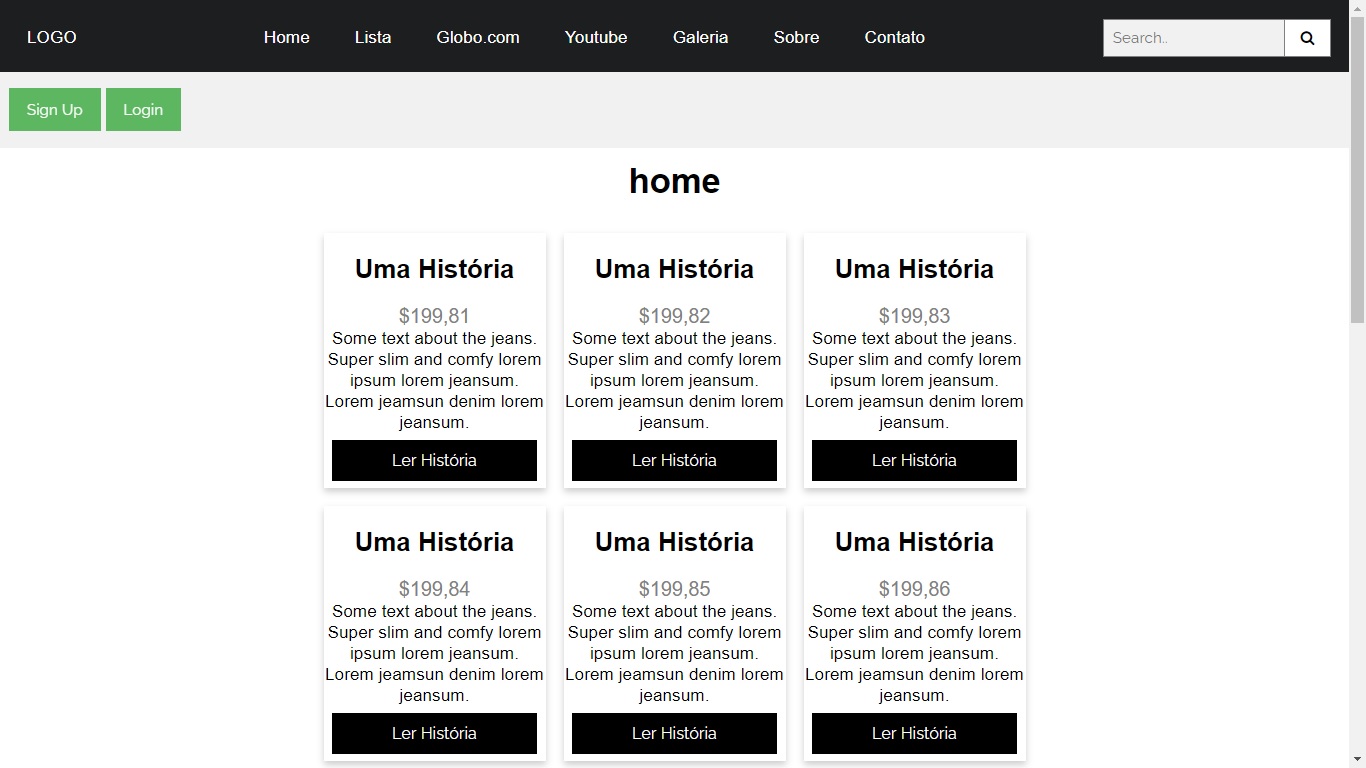 LOGO Home Lista Globo.com Youtube Galeria Sobre Contato Search..
Sign Up Login
home
Uma História
$199,81
Some text about the jeans.
Super slim and comfy lorem
ipsum lorem jeansum.
Lorem jeamsun denim lorem
jeansum.
Ler História
Uma História
$199,82
Some text about the jeans.
Super slim and comfy lorem
ipsum lorem jeansum.
Lorem jeamsun denim lorem
jeansum.
Ler História
Uma História
$199,83
Some text about the jeans.
Super slim and comfy lorem
ipsum lorem jeansum.
Lorem jeamsun denim lorem
jeansum.
Ler História
Uma História
$199,84
Some text about the jeans.
Super slim and comfy lorem
ipsum lorem jeansum.
Lorem jeamsun denim lorem
jeansum.
Ler História
Uma História
$199,85
Some text about the jeans.
Super slim and comfy lorem
ipsum lorem jeansum.
Lorem jeamsun denim lorem
jeansum.
Ler História
Uma História
$199,86
Some text about the jeans.
Super slim and comfy lorem
ipsum lorem jeansum.
Lorem jeamsun denim lorem
jeansum.
Ler História